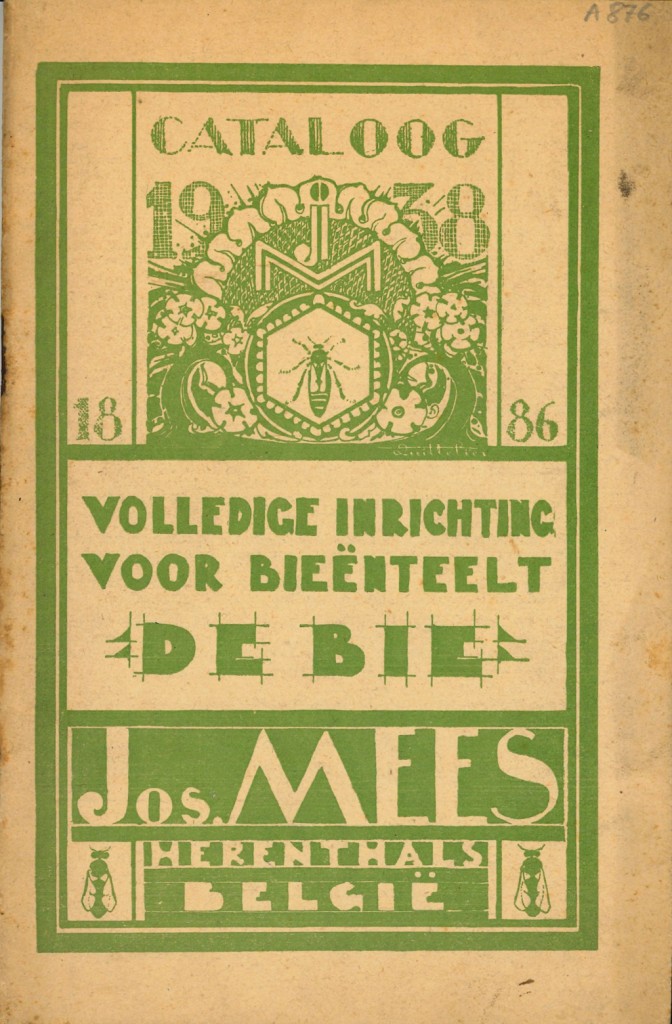 A 876
CATALOOG
1938
JM
18 86
VOLLEDIGE INRICHTING
VOOR BIEËNTEELT
DE BIE
JOS. MEES
HERENTHALS
BELGIË